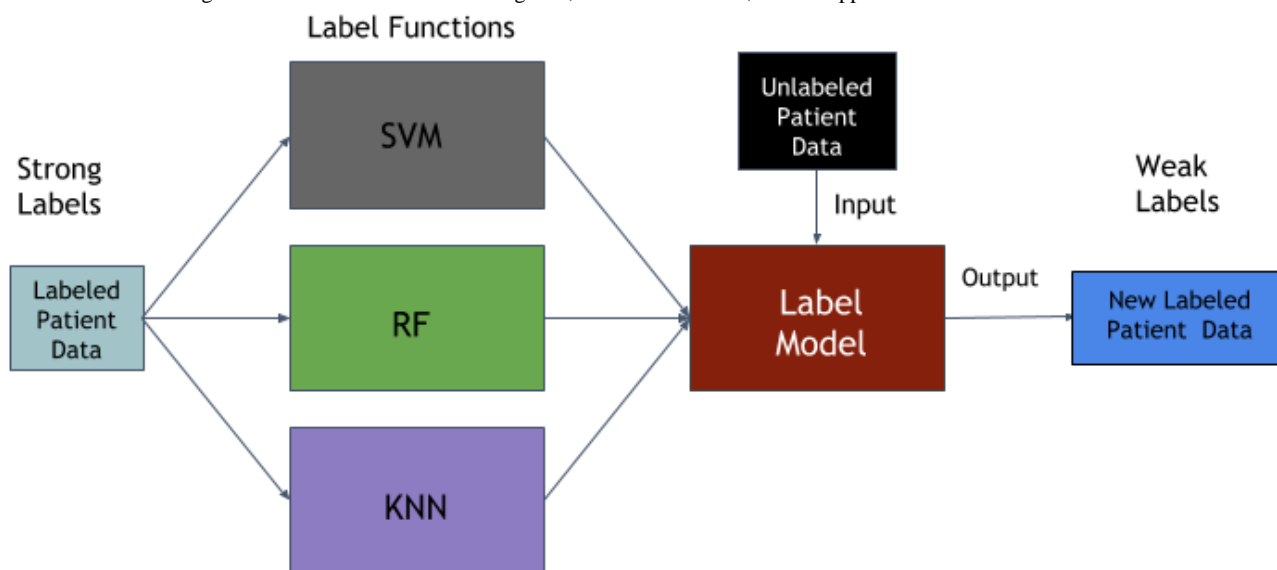 Label Functions
SVM
RF
KNN
Strong
Labels
Labeled
Patient
Data
Unlabeled
Patient
Data
Input
Label
Model
Output
Weak
Labels
New Labeled
Patient Data